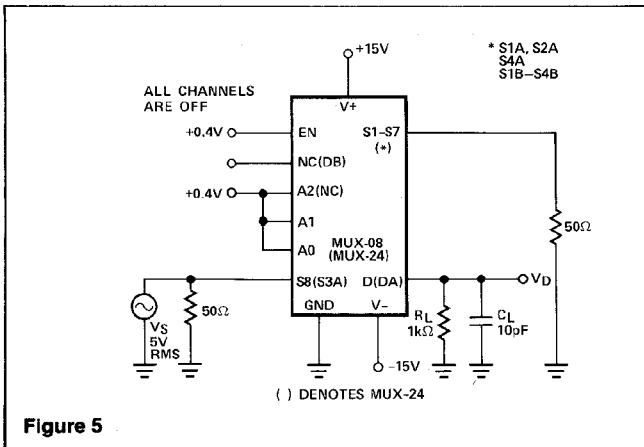 +15V
* S1A, S2A
S4A
S1B–S4B
ALL CHANNELS
ARE OFF
V+
+0.4V
EN
S1–S7
(*)
NC(DB)
+0.4V
A2(NC)
A1
A0
MUX-08
(MUX-24)
50Ω
S8(S3A)
D(DA)
VD
GND
V–
VS
5V
RMS
50Ω
RL
1kΩ
CL
10pF
–15V
( ) DENOTES MUX-24
Figure 5